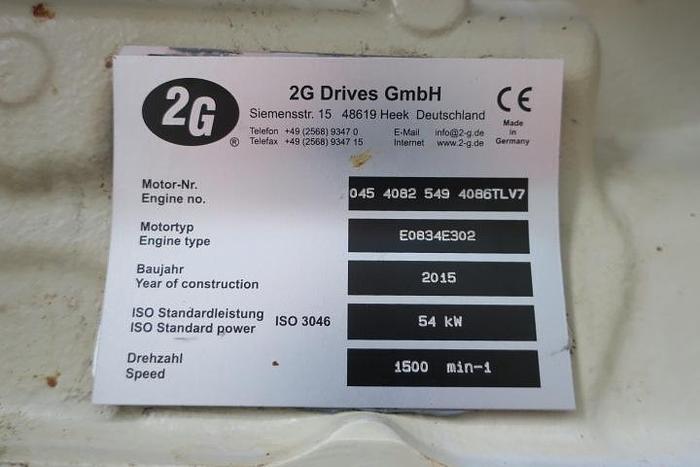 2G
®
2G Drives GmbH
Siemensstr. 15 48619 Heek Deutschland
Telefon +49 (2568) 9347 0 E-Mail info@2-g.de
Telefax +49 (2568) 9347 15 Internet www.2-g.de
CE
Made
in
Germany
Motor-Nr.
Engine no.
045 4082 549 4086TLV7
Motortyp
Engine type
E0834E302
Baujahr
Year of construction
2015
ISO Standardleistung
ISO Standard power
ISO 3046
54 kW
Drehzahl
Speed
1500 min-1